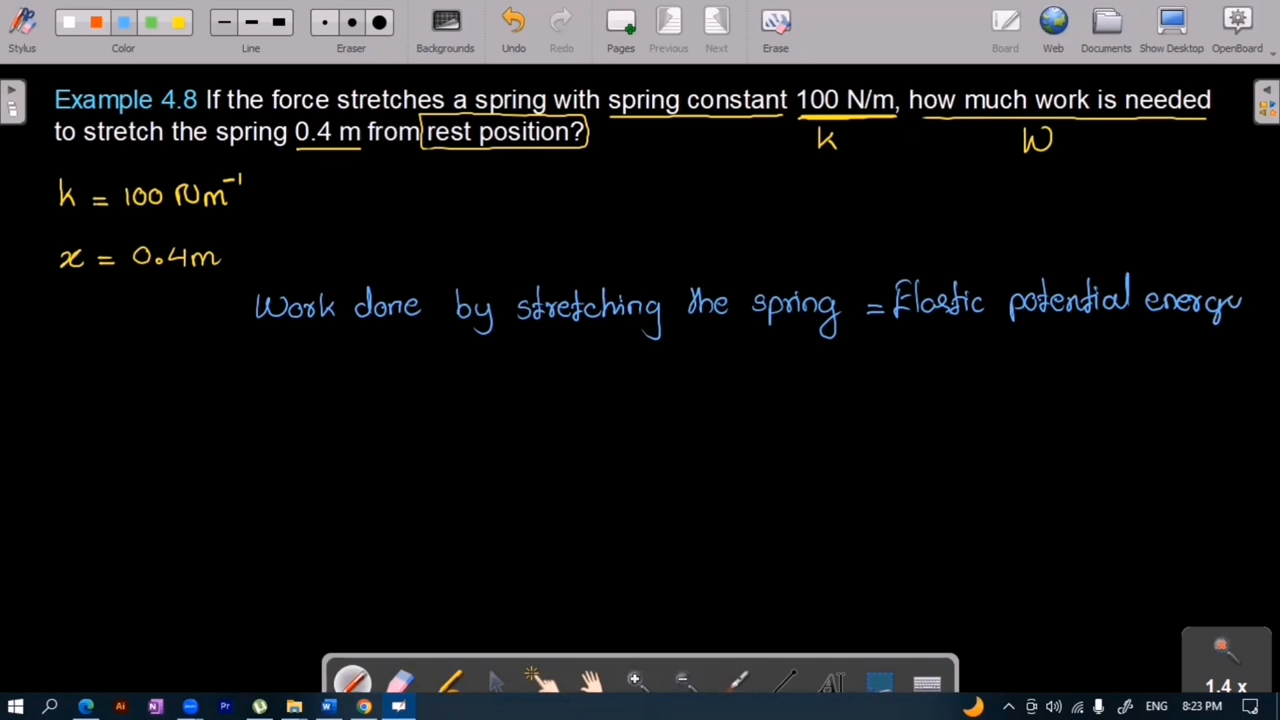 Stylus
Color
Line
Eraser
Backgrounds
Undo
Redo
Pages
Previous
Next
Erase
Board
Web
Documents
Show Desktop
OpenBoard
Example 4.8 If the force stretches a spring with spring constant 100 N/m, how much work is needed
to stretch the spring 0.4 m from rest position?
k
W
k = 100 Nm⁻¹
x = 0.4m
Work done by stretching the spring = Elastic potential energy
1.4 x
ENG
8:23 PM